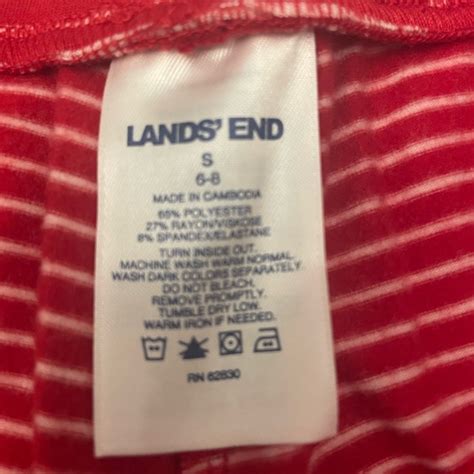 LANDS' END
S
6-8
MADE IN CAMBODIA
65% POLYESTER
27% RAYON/VISKOSE
8% SPANDEX/ELASTANE
TURN INSIDE OUT.
MACHINE WASH WARM NORMAL.
WASH DARK COLORS SEPARATELY.
DO NOT BLEACH.
REMOVE PROMPTLY.
TUMBLE DRY LOW.
WARM IRON IF NEEDED.
RN 62830